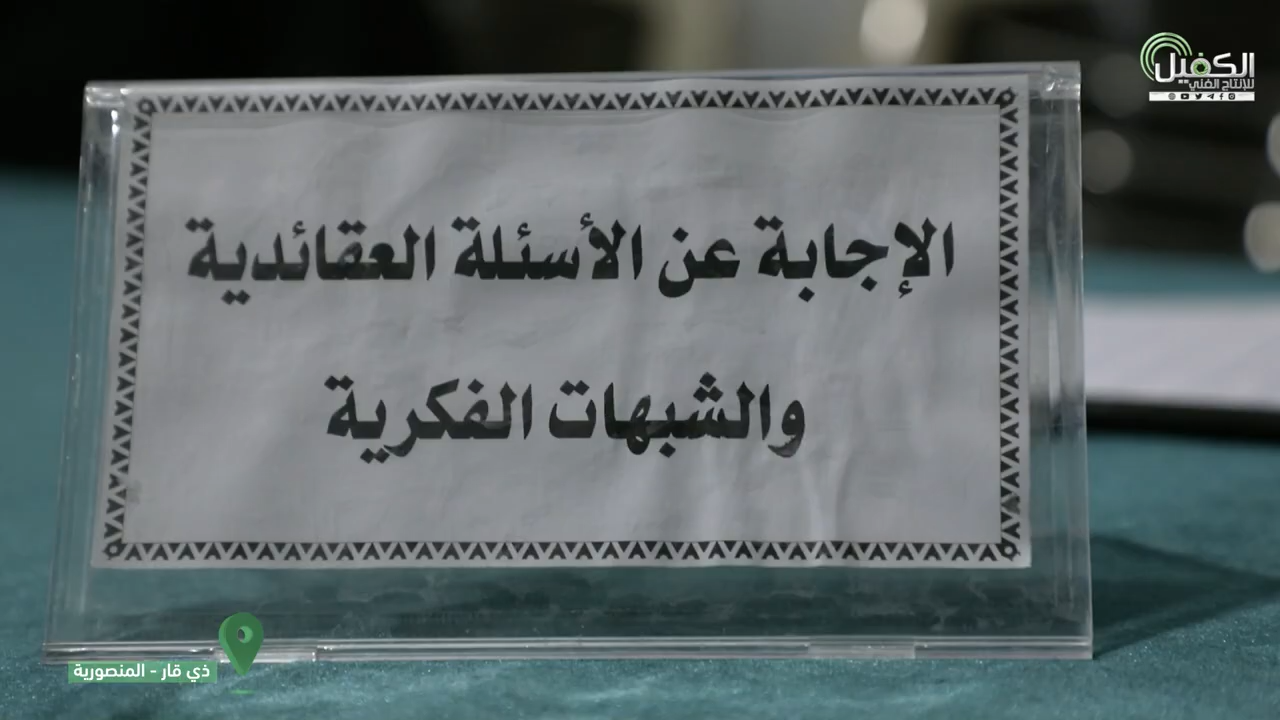 الكفيل
للإنتاج الفني
الإجابة عن الأسئلة العقائدية
والشبهات الفكرية
ذي قار - المنصورية